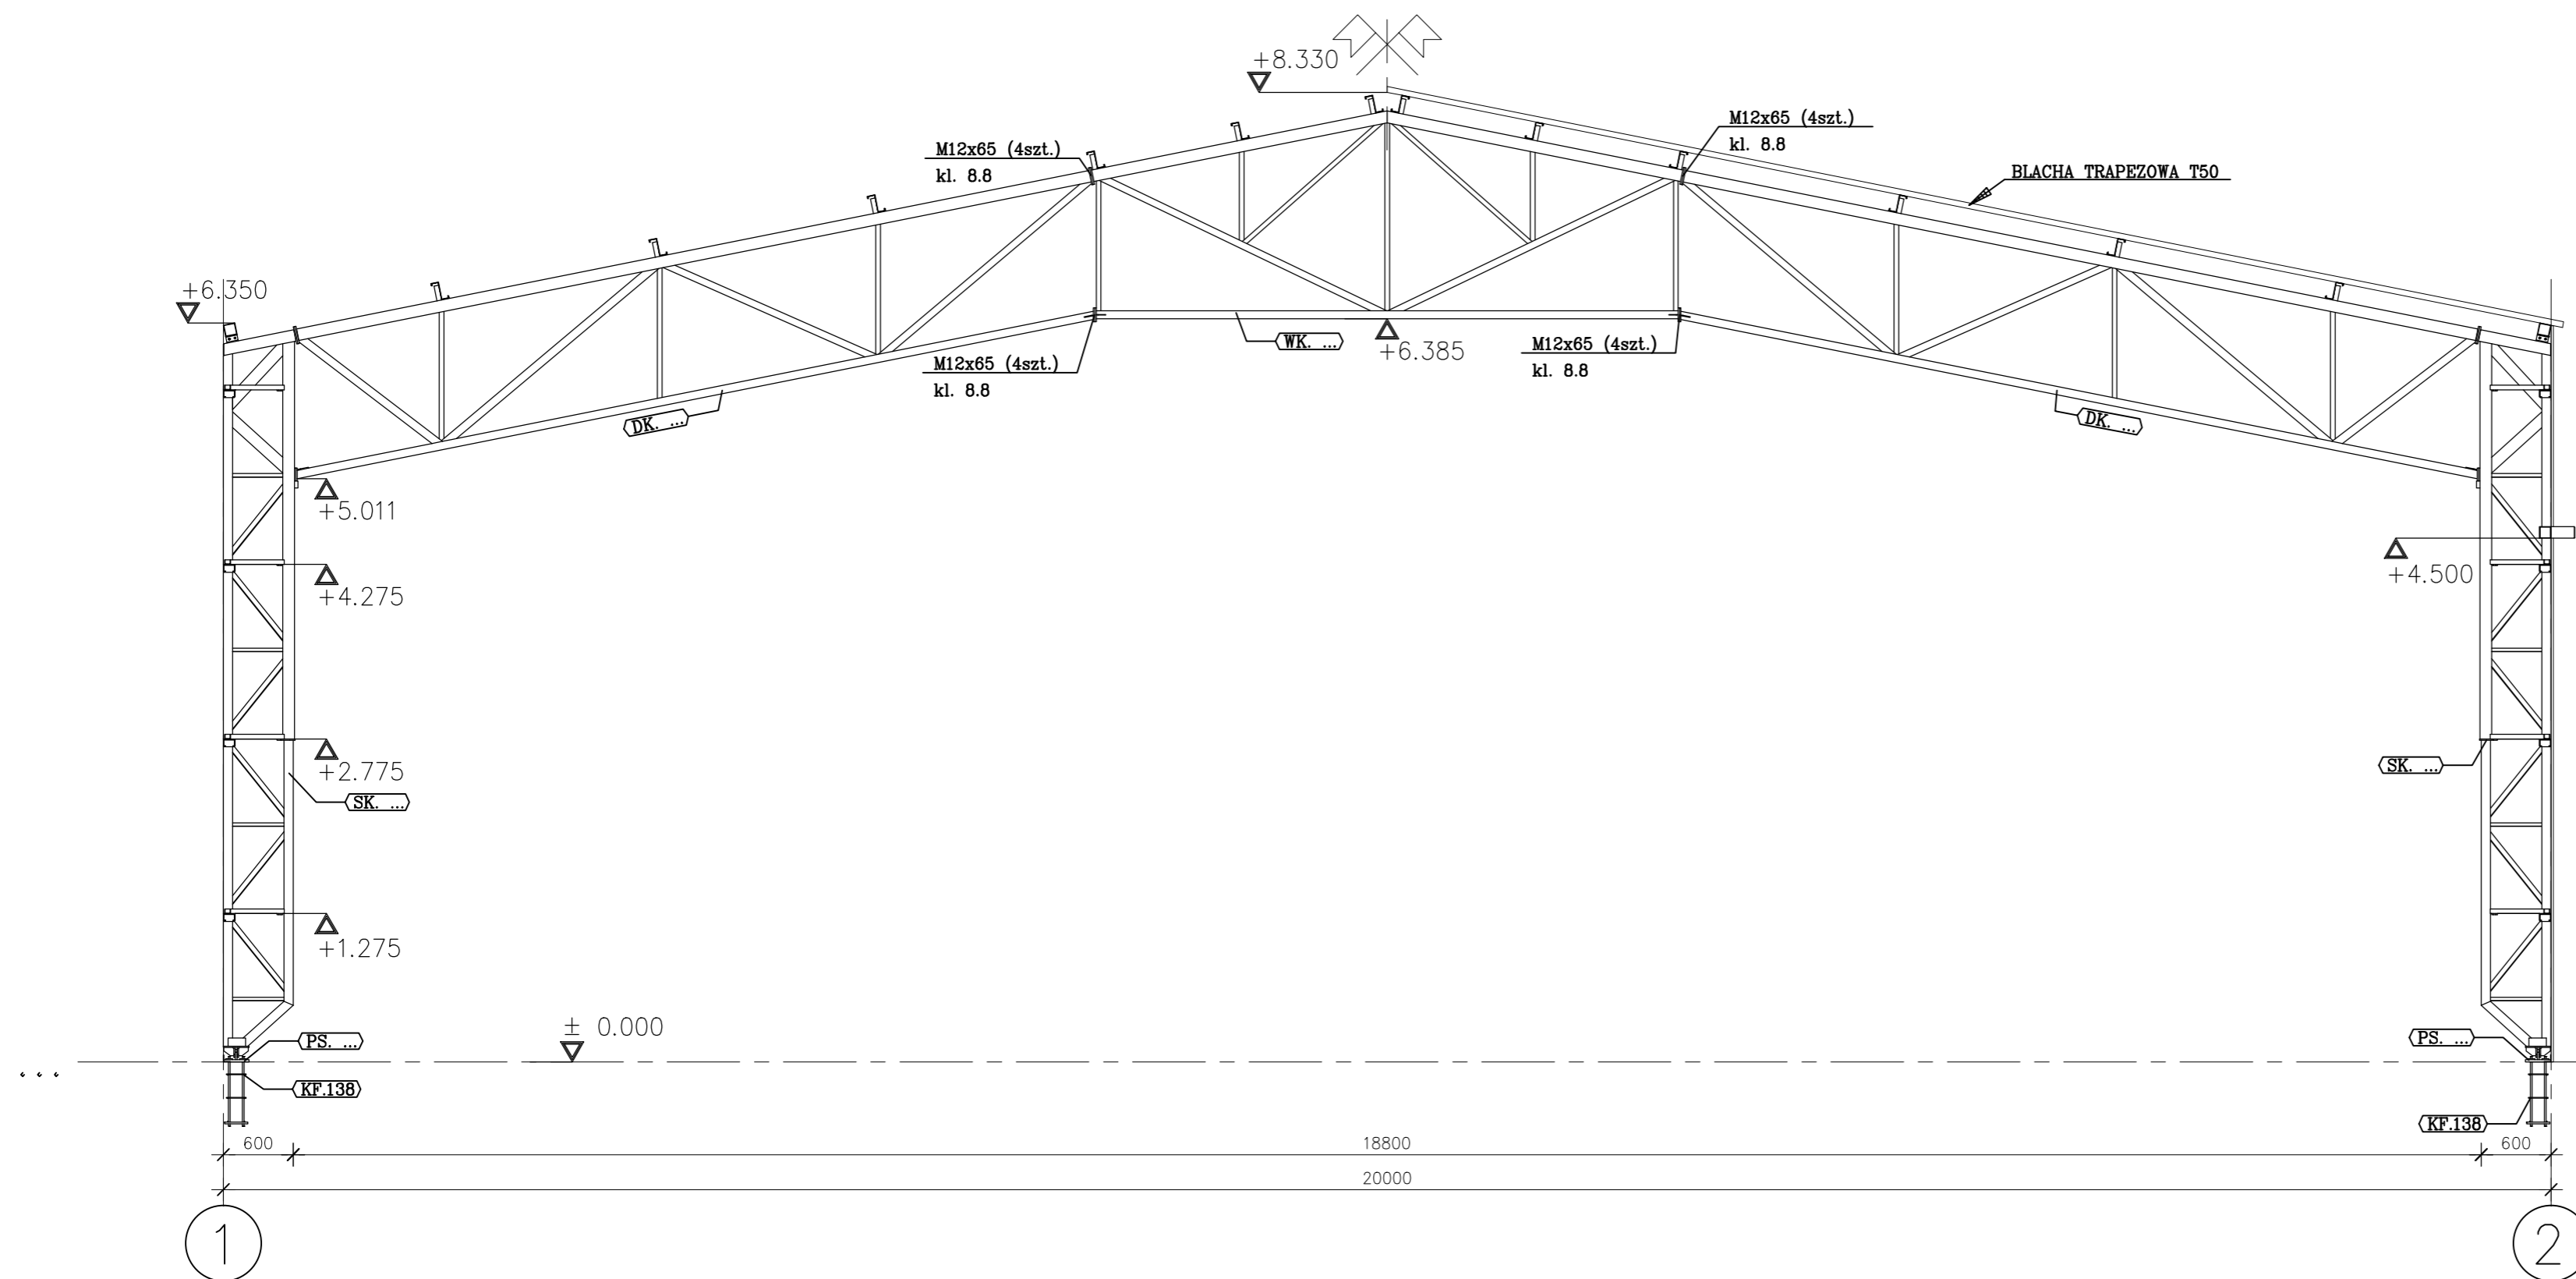 +8.330
M12x65 (4szt.)
kl. 8.8
M12x65 (4szt.)
kl. 8.8
BLACHA TRAPEZOWA T50
+6.350
WK. ...
+6.385
M12x65 (4szt.)
kl. 8.8
M12x65 (4szt.)
kl. 8.8
DK. ...
DK. ...
+5.011
+4.275
+4.500
+2.775
SK. ...
SK. ...
+1.275
± 0.000
PS. ...
PS. ...
KF.138
KF.138
600
18800
600
20000
1
2